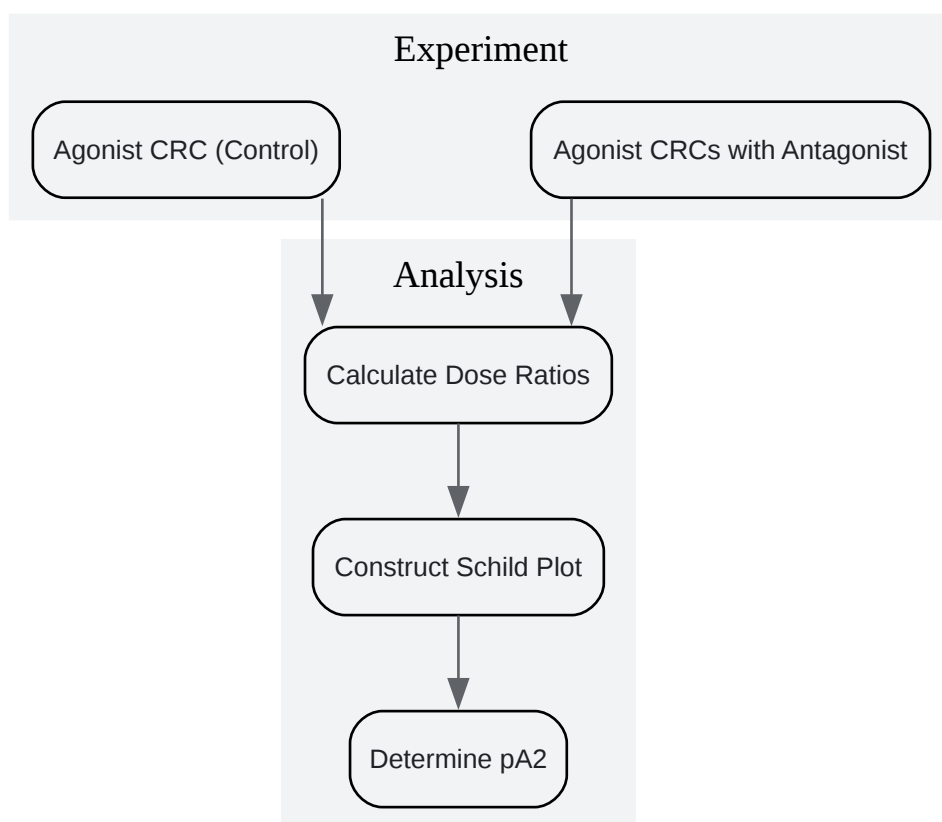 Experiment
Agonist CRC (Control)
Agonist CRCs with Antagonist
Analysis
Calculate Dose Ratios
Construct Schild Plot
Determine pA2